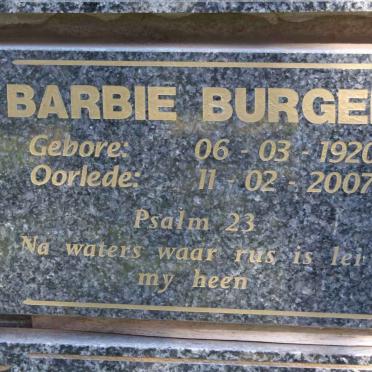 BARBIE BURGE
Gebore: 06 - 03 - 1920
Oorlede: 11 - 02 - 2007
Psalm 23
Na waters waar rus is lei
my heen